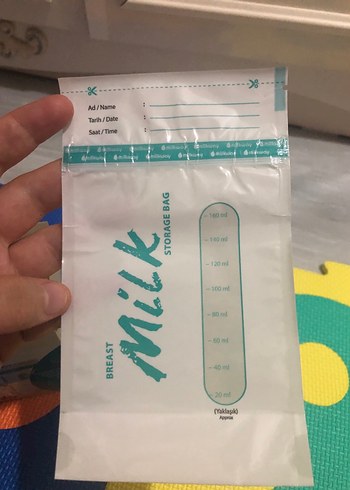 Ad / Name :
Tarih / Date :
Saat / Time :
BREAST
Milk
STORAGE BAG
180 ml
140 ml
120 ml
100 ml
80 ml
60 ml
40 ml
20 ml
(Yaklaşık)
Approx